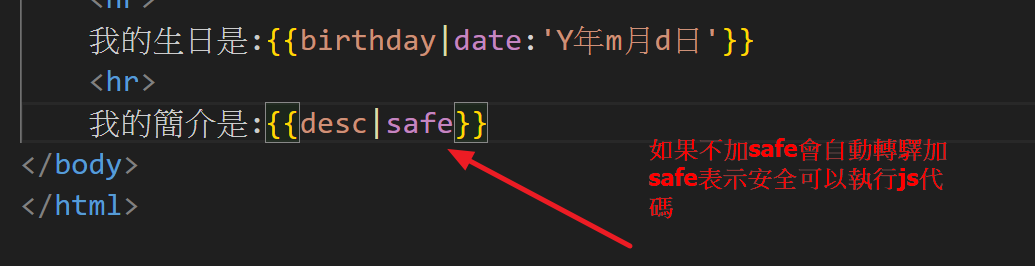 <hr>
我的生日是:{{birthday|date:'Y年m月d日'}}
<hr>
我的簡介是:{{desc|safe}}
</body>
</html>
如果不加safe會自動轉驛加
safe表示安全可以執行js代
碼